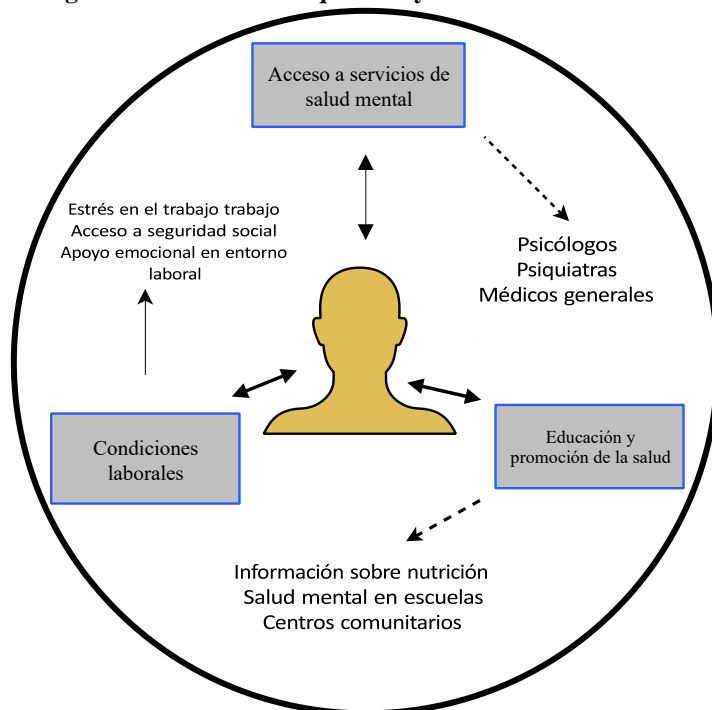 Acceso a servicios de
salud mental
Estrés en el trabajo trabajo
Acceso a seguridad social
Apoyo emocional en entorno
laboral
Psicólogos
Psiquiatras
Médicos generales
Condiciones
laborales
Educación y
promoción de la salud
Información sobre nutrición
Salud mental en escuelas
Centros comunitarios